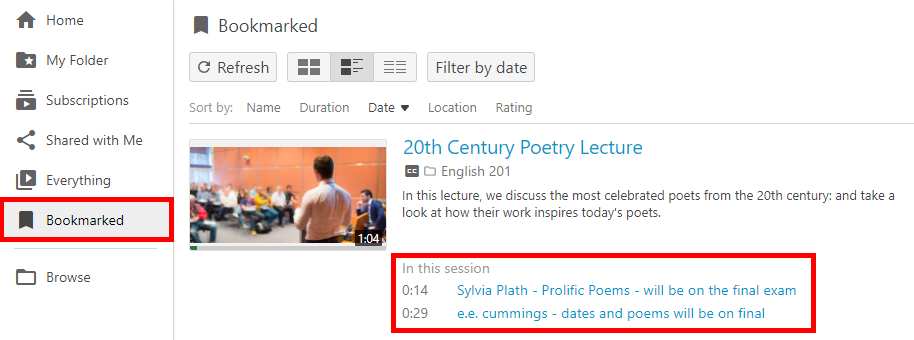 Home
My Folder
Subscriptions
Shared with Me
Everything
Bookmarked
Browse
Bookmarked
Refresh
Filter by date
Sort by: Name Duration Date Location Rating
1:04
20th Century Poetry Lecture
CC English 201
In this lecture, we discuss the most celebrated poets from the 20th century: and take a
look at how their work inspires today's poets.
In this session
0:14 Sylvia Plath - Prolific Poems - will be on the final exam
0:29 e.e. cummings - dates and poems will be on final